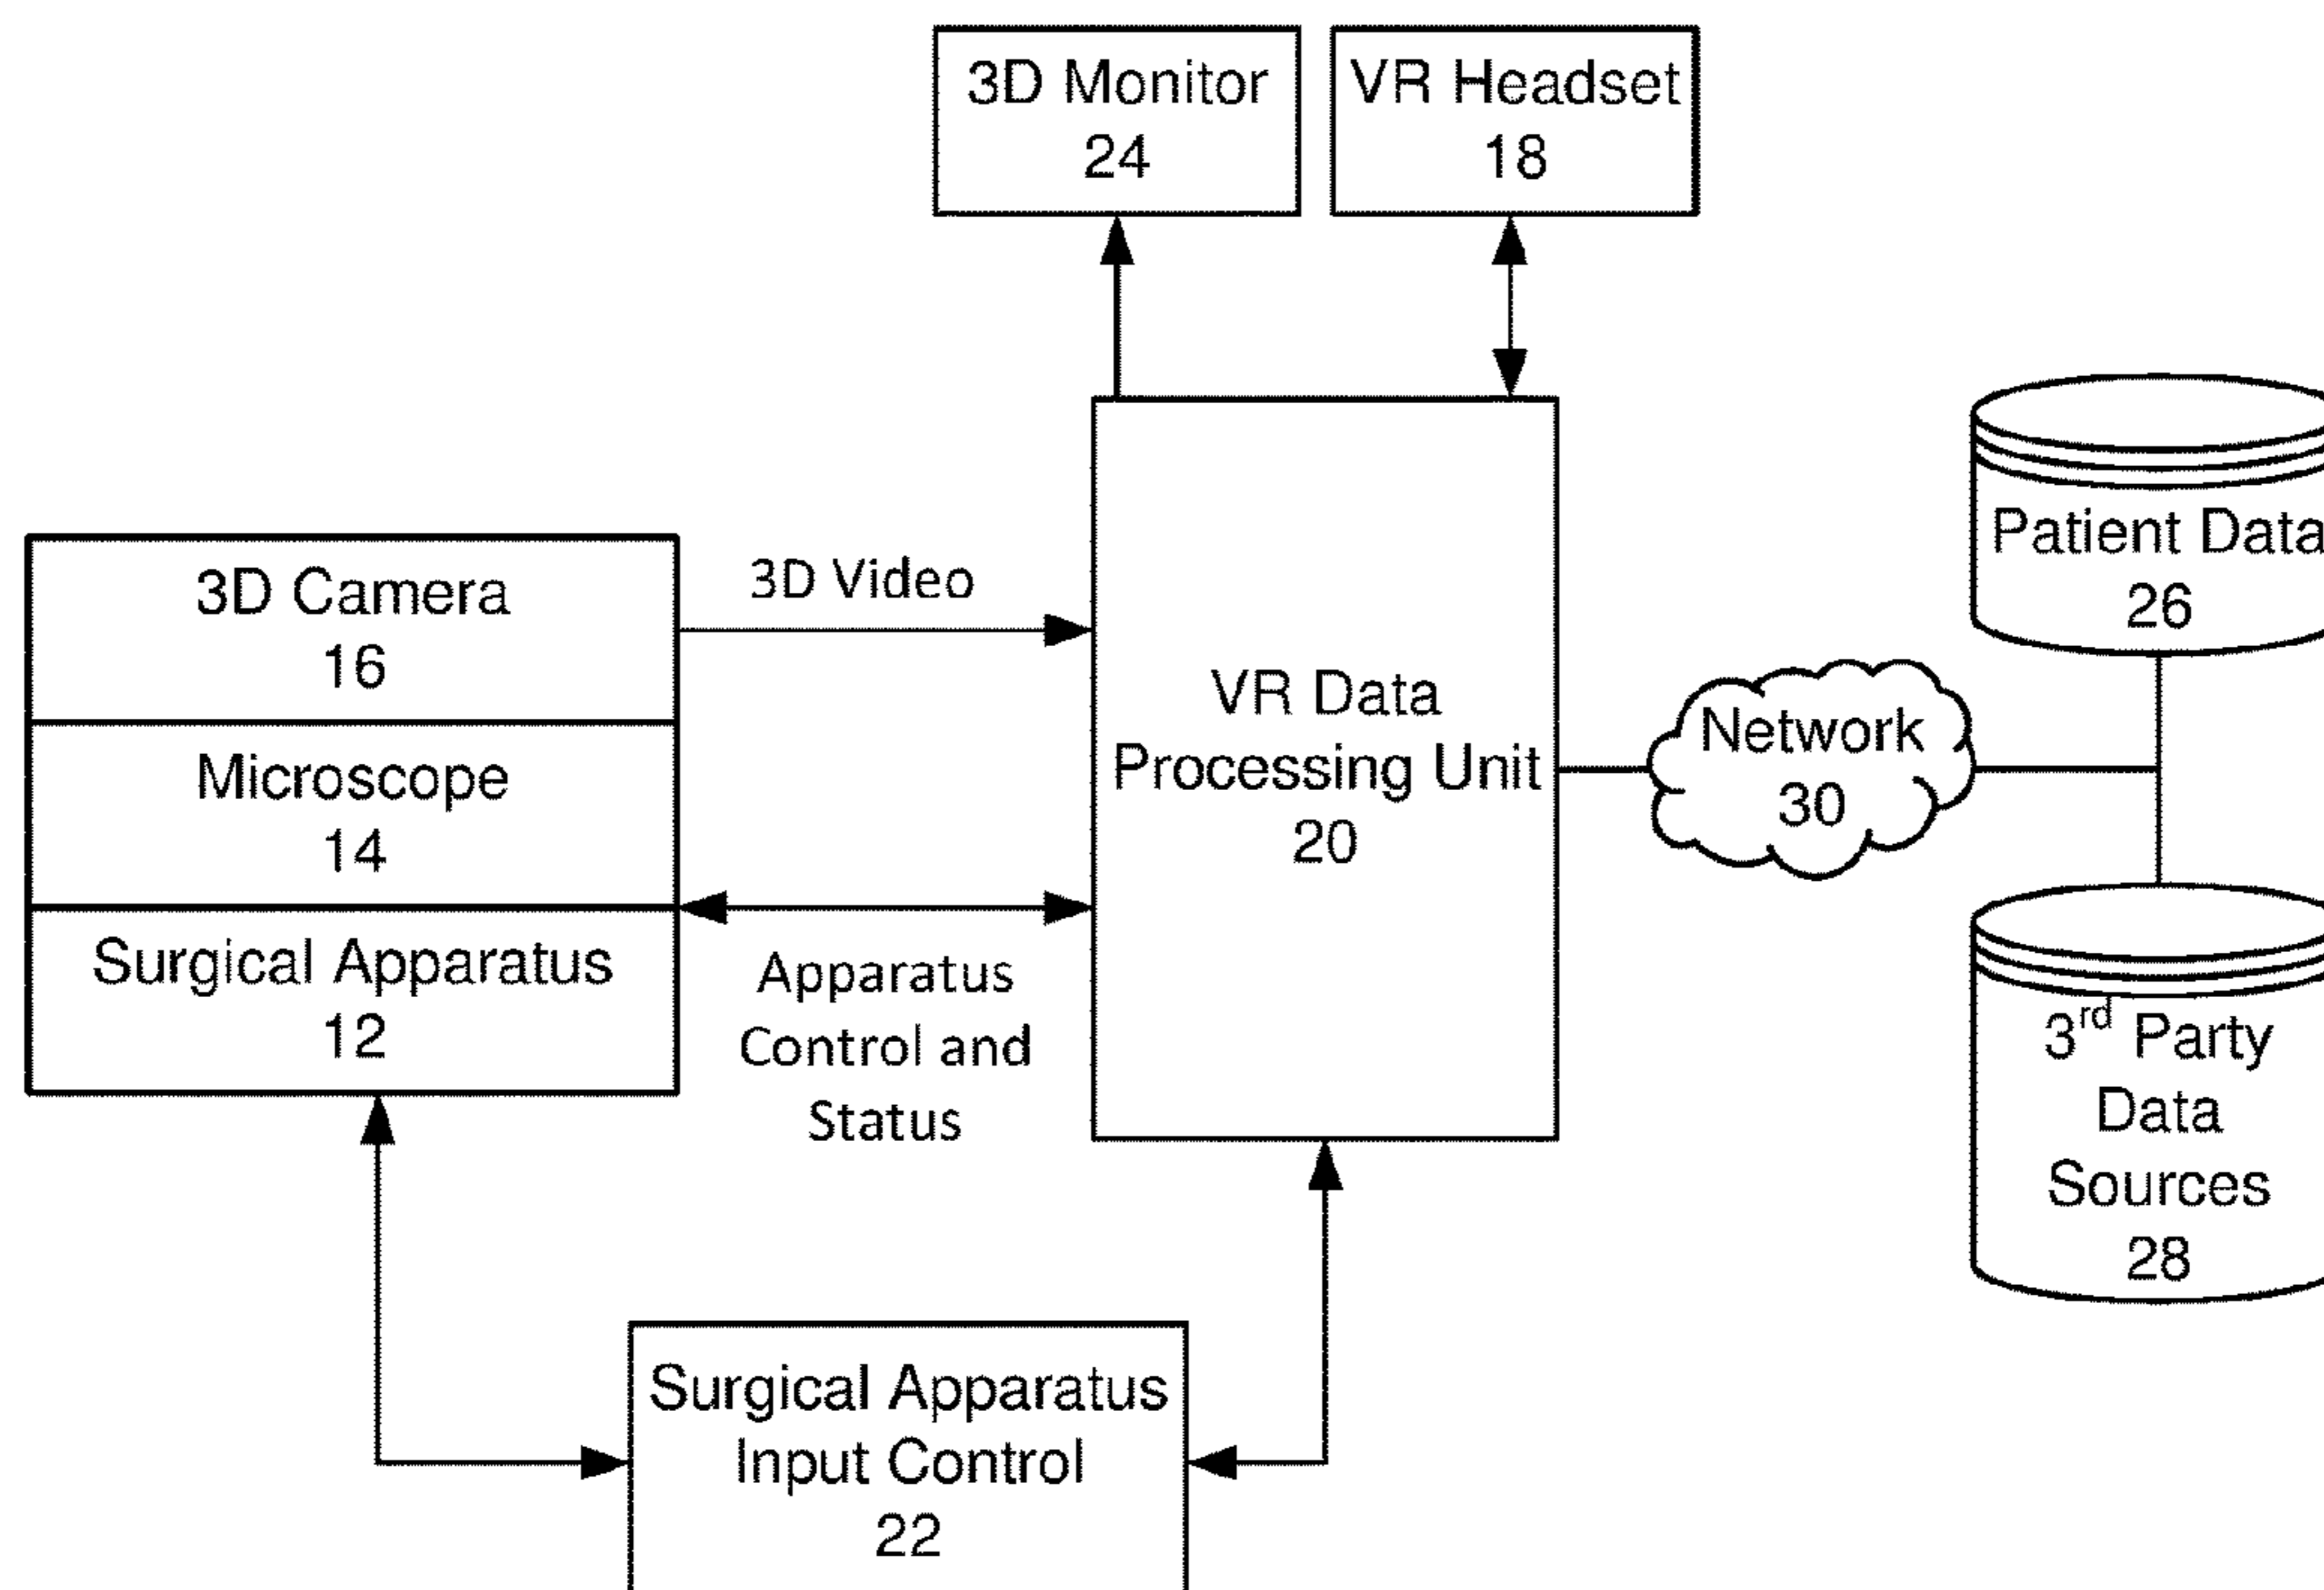 3D Monitor
24
VR Headset
18
3D Camera
16
Microscope
14
Surgical Apparatus
12
3D Video
Apparatus
Control and
Status
VR Data
Processing Unit
20
Network
30
Patient Data
26
3rd Party
Data
Sources
28
Surgical Apparatus
Input Control
22